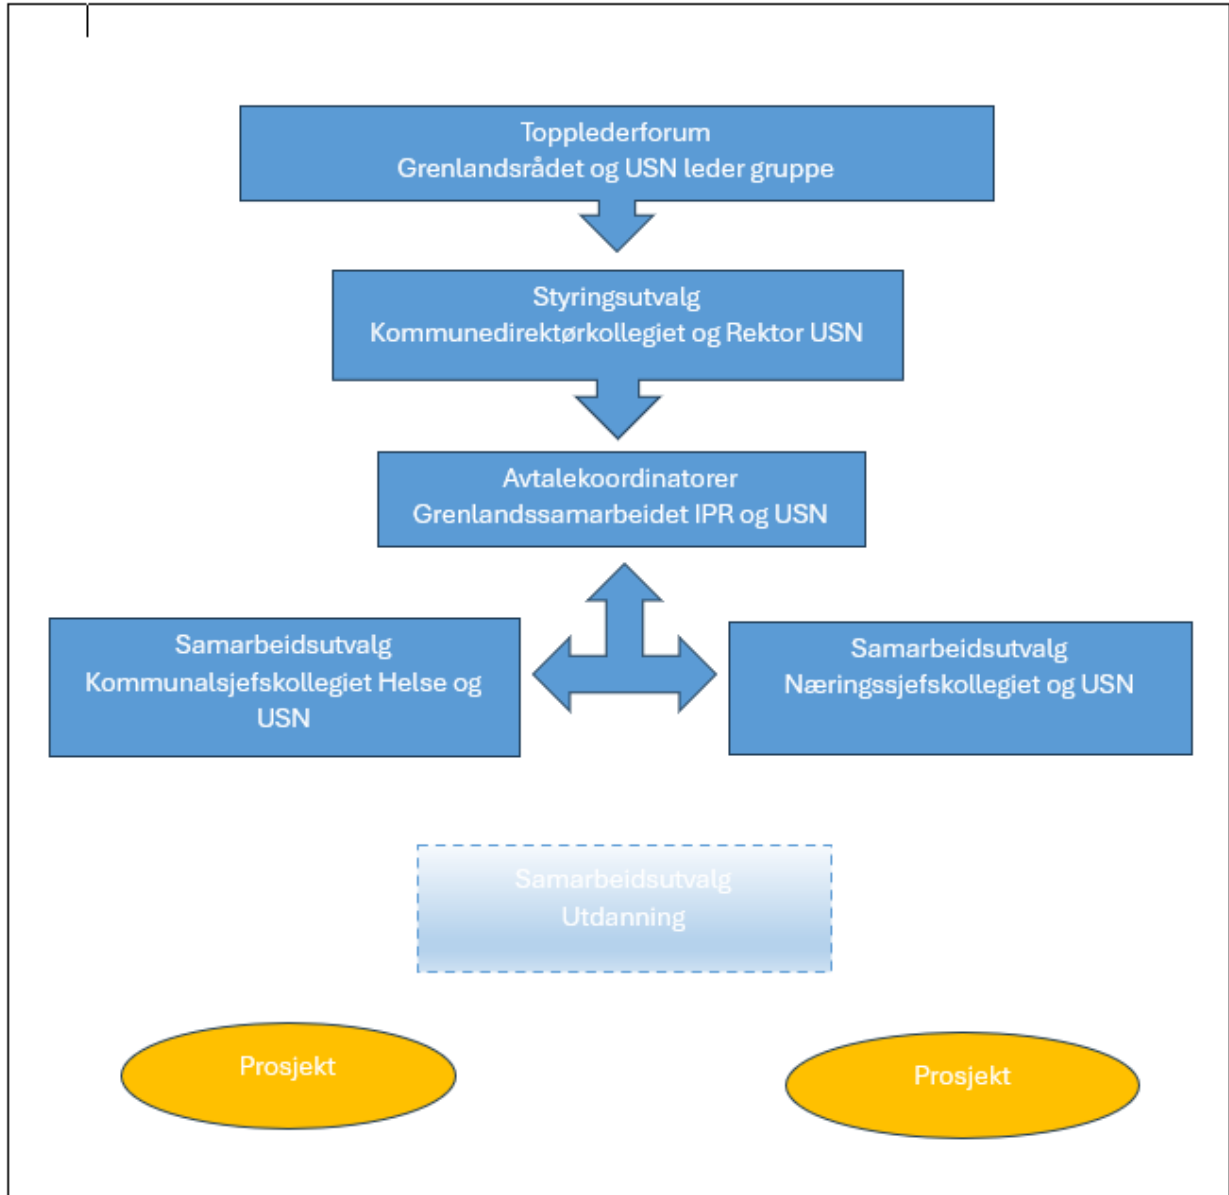 Topplederforum
Grenlandsrådet og USN leder gruppe
Styringsutvalg
Kommunedirektørkollegiet og Rektor USN
Avtalekoordinatorer
Grenlandssamarbeidet IPR og USN
Samarbeidsutvalg
Kommunalsjefskollegiet Helse og
USN
Samarbeidsutvalg
Næringssjefskollegiet og USN
Samarbeidsutvalg
Utdanning
Prosjekt
Prosjekt